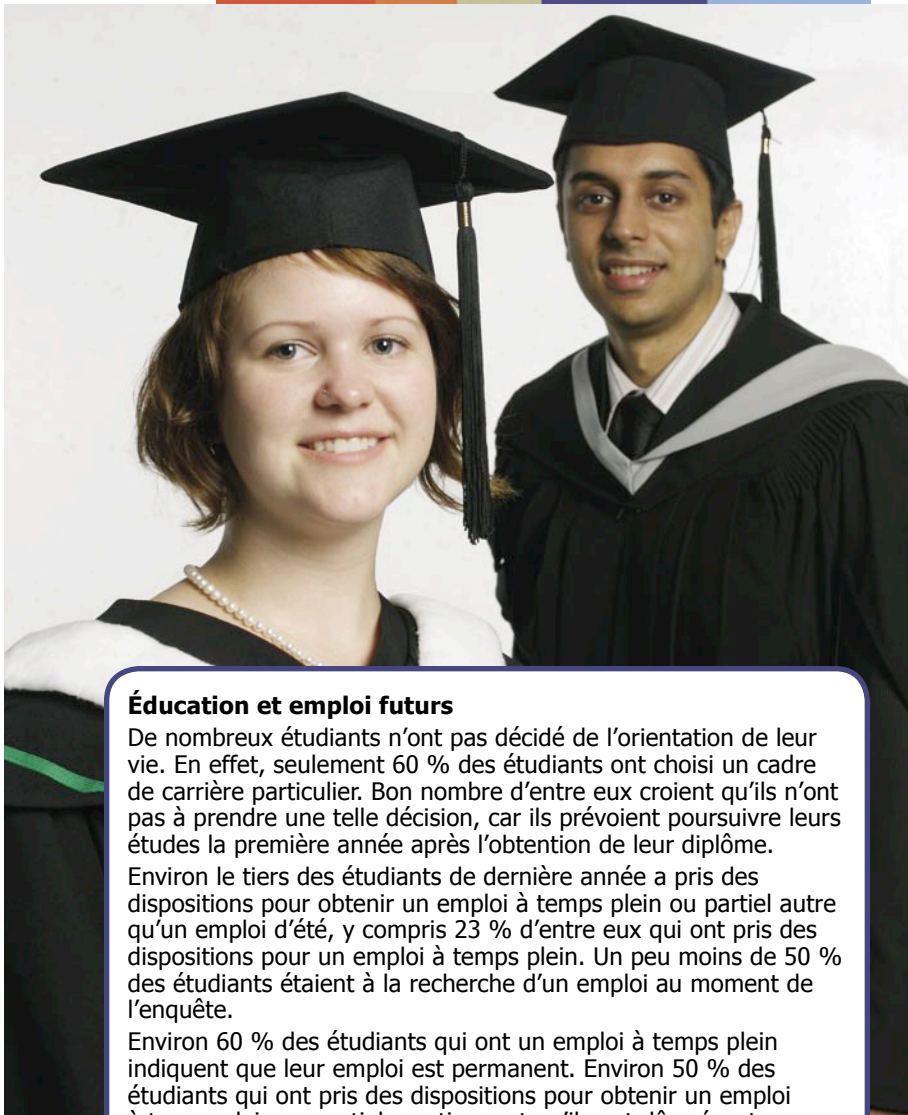 Éducation et emploi futurs
De nombreux étudiants n’ont pas décidé de l’orientation de leur
vie. En effet, seulement 60 % des étudiants ont choisi un cadre
de carrière particulier. Bon nombre d’entre eux croient qu’ils n’ont
pas à prendre une telle décision, car ils prévoient poursuivre leurs
études la première année après l’obtention de leur diplôme.
Environ le tiers des étudiants de dernière année a pris des
dispositions pour obtenir un emploi à temps plein ou partiel autre
qu’un emploi d’été, y compris 23 % d’entre eux qui ont pris des
dispositions pour un emploi à temps plein. Un peu moins de 50 %
des étudiants étaient à la recherche d’un emploi au moment de
l’enquête.
Environ 60 % des étudiants qui ont un emploi à temps plein
indiquent que leur emploi est permanent. Environ 50 % des
étudiants qui ont pris des dispositions pour obtenir un emploi